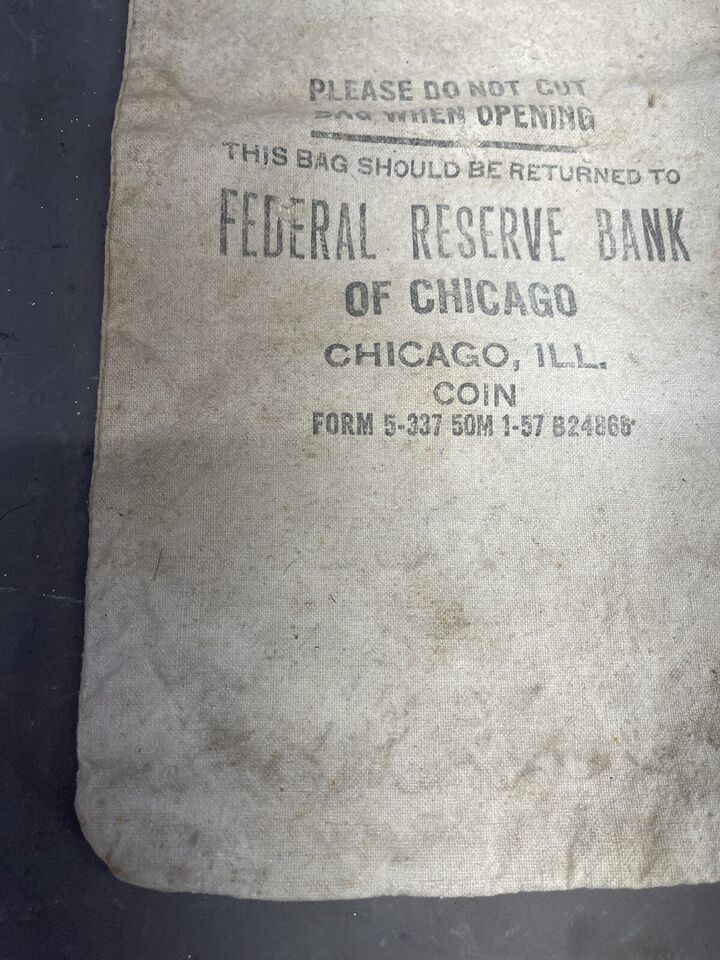 PLEASE DO NOT CUT
BAG WHEN OPENING
THIS BAG SHOULD BE RETURNED TO
FEDERAL RESERVE BANK
OF CHICAGO
CHICAGO, ILL.
COIN
FORM 5-337 50M 1-57 B24866